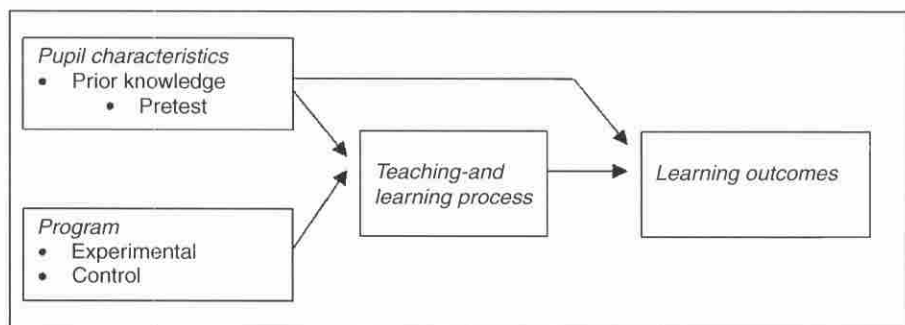 Pupil characteristics
• Prior knowledge
• Pretest
Teaching-and
learning process
Learning outcomes
Program
• Experimental
• Control